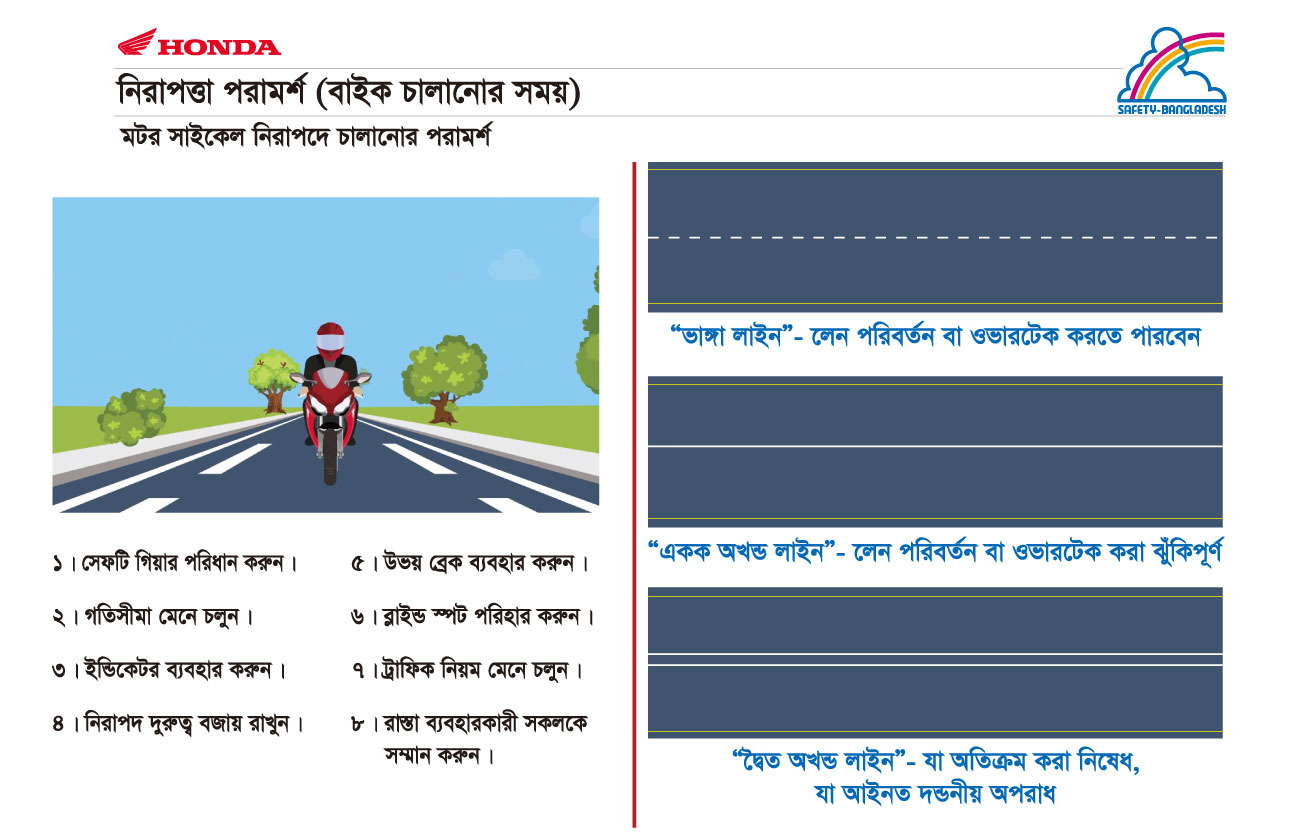 HONDA
SAFETY-BANGLADESH
নিরাপত্তা পরামর্শ (বাইক চালানোর সময়)
মটর সাইকেল নিরাপদে চালানোর পরামর্শ
১। সেফটি গিয়ার পরিধান করুন।
২। গতিসীমা মেনে চলুন।
৩। ইন্ডিকেটর ব্যবহার করুন।
৪। নিরাপদ দুরুত্ব বজায় রাখুন।
৫। উভয় ব্রেক ব্যবহার করুন।
৬। ব্লাইন্ড স্পট পরিহার করুন।
৭। ট্রাফিক নিয়ম মেনে চলুন।
৮। রাস্তা ব্যবহারকারী সকলকে
সম্মান করুন।
“ভাঙ্গা লাইন”- লেন পরিবর্তন বা ওভারটেক করতে পারবেন
“একক অখন্ড লাইন”- লেন পরিবর্তন বা ওভারটেক করা ঝুঁকিপূর্ণ
“দ্বৈত অখন্ড লাইন”- যা অতিক্রম করা নিষেধ,
যা আইনত দন্ডনীয় অপরাধ